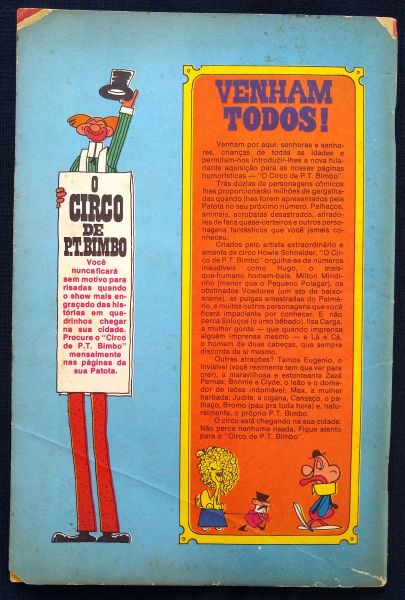 O
CIRCO
DE
P.T. BIMBO
Você
nunca ficará
sem motivo para
risadas quando
o show mais en-
graçado das his-
tórias em qua-
drinhos chegar
na sua cidade.
Procure o "Circo
de P.T. Bimbo"
mensalmente
nas páginas da
sua Patota.
VENHAM
TODOS!
Venham por aqui, senhoras e senho-
res, crianças de todas as idades e
permitam-nos introduzir-lhes a nova hila-
riante aquisição para as nossas páginas
humorísticas — "O Circo de P.T. Bimbo".
Três dúzias de personagens cômicos
lhes proporcionarão milhões de gargalha-
das quando lhes forem apresentados pela
Patota no seu próximo número. Palhaços,
animais, acrobatas desastrados, atirado-
res de faca quase-certeiros e outros perso-
nagens fantásticos que você jamais co-
nheceu.
Criados pelo artista extraordinário e
amante de circo Howie Schneider, "O Cir-
co de P.T. Bimbo" orgulha-se de números
inaudíveis como Hugo, o mais-
que-humano homem-bala, Milton Miridi-
nho (menor que o Pequeno Polegar), os
obstinados Voadores (um ato de baixo-
arame), as pulgas amestradas do Palmé-
rio, e muitos outros personagens que você
ficará impaciente por conhecer. E não
perca Soluços (o urso bêbado), Ilsa Garga,
a mulher gorda — que quando imprensa
alguém imprensa mesmo — e Lá e Cá,
o homem de duas cabeças, que sempre
discorda de si mesmo.
Outras atrações? Temos Eugenio, o
Invisível (você realmente tem que ver para
crer), a maravilhosa e estonteante Zezé
Pernas; Bonnie e Clyde, o leão e o doma-
dor de leões indomável; Max, a mulher
barbada; Judite, a cigana, Cansaço, o pa-
lhaço, Bromo (pau pra toda hora) e, natu-
ralmente, o próprio P.T. Bimbo.
O circo está chegando na sua cidade.
Não perca nenhuma risada. Fique atento
para o "Circo de P.T. Bimbo".